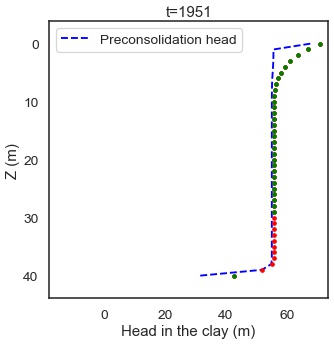 t=1951
Preconsolidation head
Z (m)
0
10
20
30
40
0 20 40 60
Head in the clay (m)